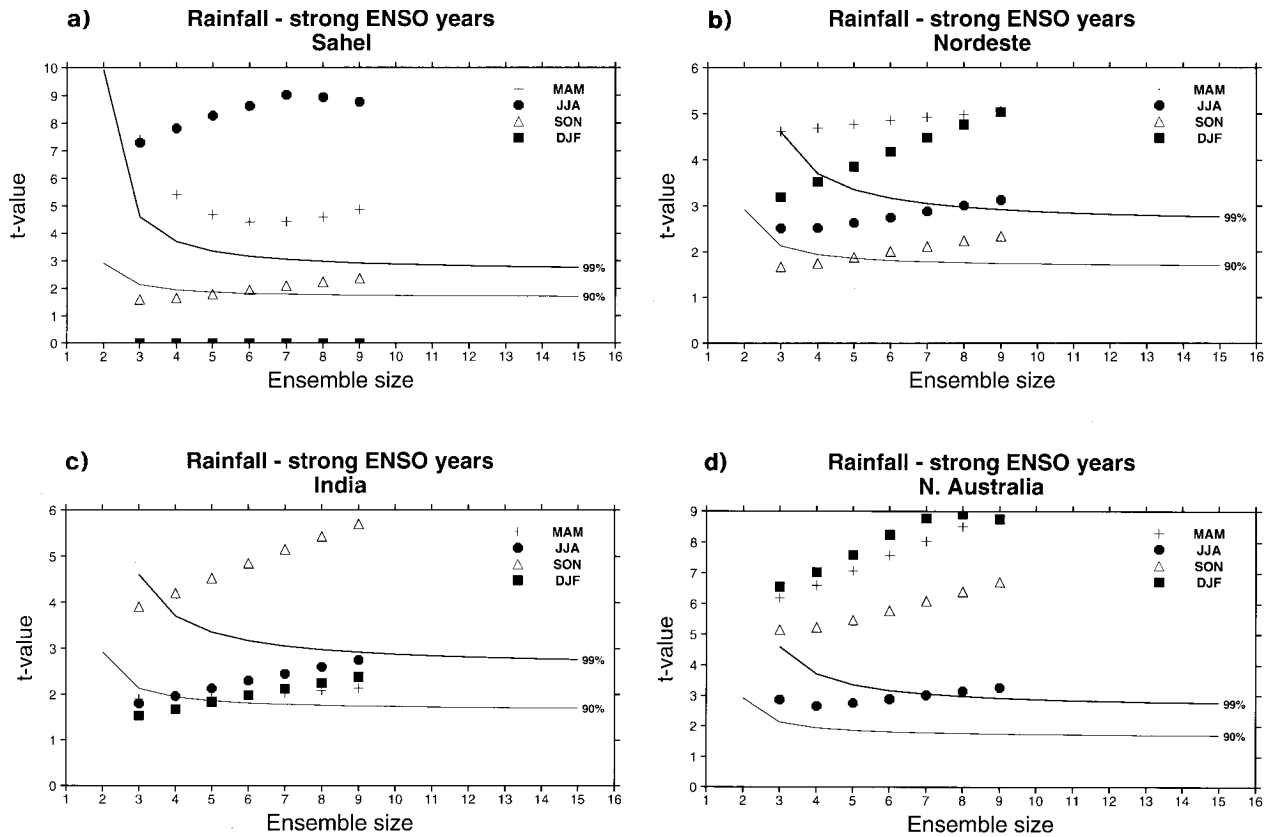 a)
Rainfall - strong ENSO years
Sahel
t-value
10
9
8
7
6
5
4
3
2
1
0
MAM
JJA
SON
DJF
99%
90%
1 2 3 4 5 6 7 8 9 10 11 12 13 14 15 16
Ensemble size
b)
Rainfall - strong ENSO years
Nordeste
t-value
6
5
4
3
2
1
0
MAM
JJA
SON
DJF
99%
90%
1 2 3 4 5 6 7 8 9 10 11 12 13 14 15 16
Ensemble size
c)
Rainfall - strong ENSO years
India
t-value
6
5
4
3
2
1
0
MAM
JJA
SON
DJF
99%
90%
1 2 3 4 5 6 7 8 9 10 11 12 13 14 15 16
Ensemble size
d)
Rainfall - strong ENSO years
N. Australia
t-value
9
8
7
6
5
4
3
2
1
0
MAM
JJA
SON
DJF
99%
90%
1 2 3 4 5 6 7 8 9 10 11 12 13 14 15 16
Ensemble size